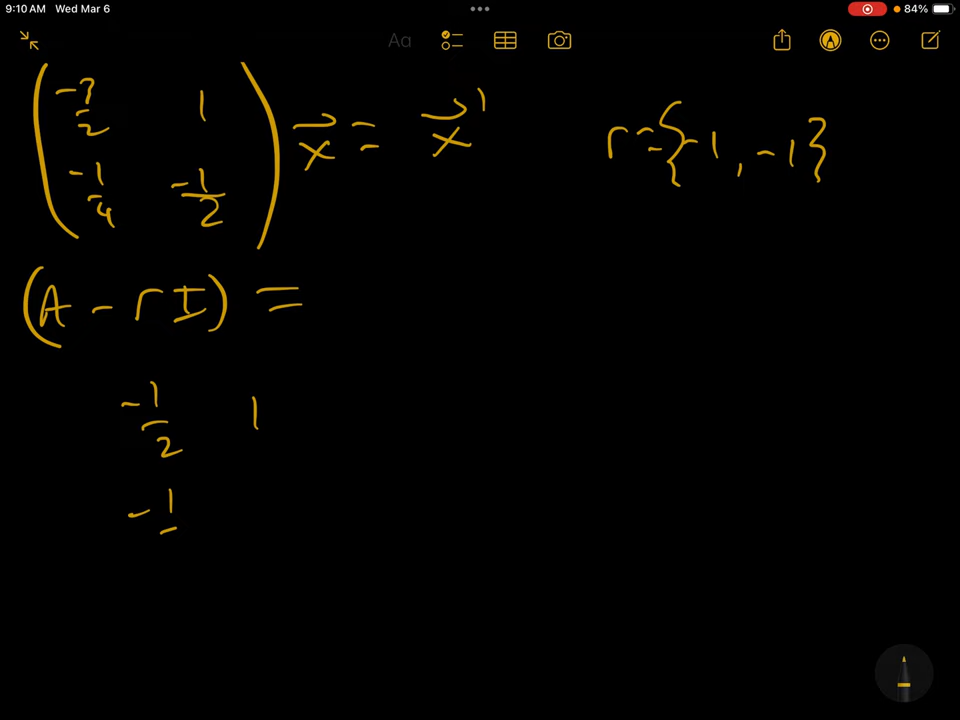 9:10 AM Wed Mar 6 84%
Aa
-3/2 1
-1/4 -1/2
x⃗ = x⃗' r = {-1, -1}
(A - rI) =
-1/2 1
-1